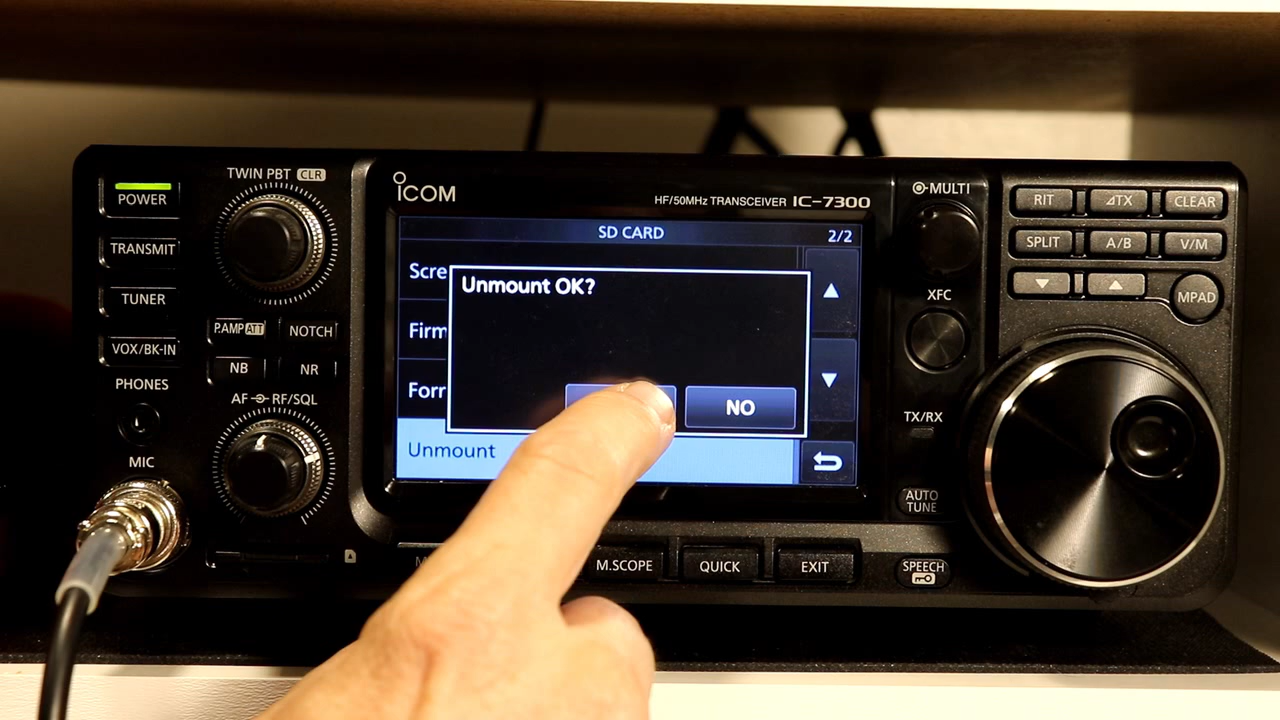 TWIN PBT CLR
POWER
TRANSMIT
TUNER
VOX/BK-IN
P.AMP ATT
NOTCH
NB
NR
PHONES
AF RF/SQL
MIC
ICOM
HF/50MHz TRANSCEIVER IC-7300
SD CARD
2/2
Scre
Firm
Forr
Unmount OK?
NO
Unmount
M.SCOPE
QUICK
EXIT
MULTI
XFC
TX/RX
AUTO
TUNE
SPEECH
RIT
⊿TX
CLEAR
SPLIT
A/B
V/M
MPAD